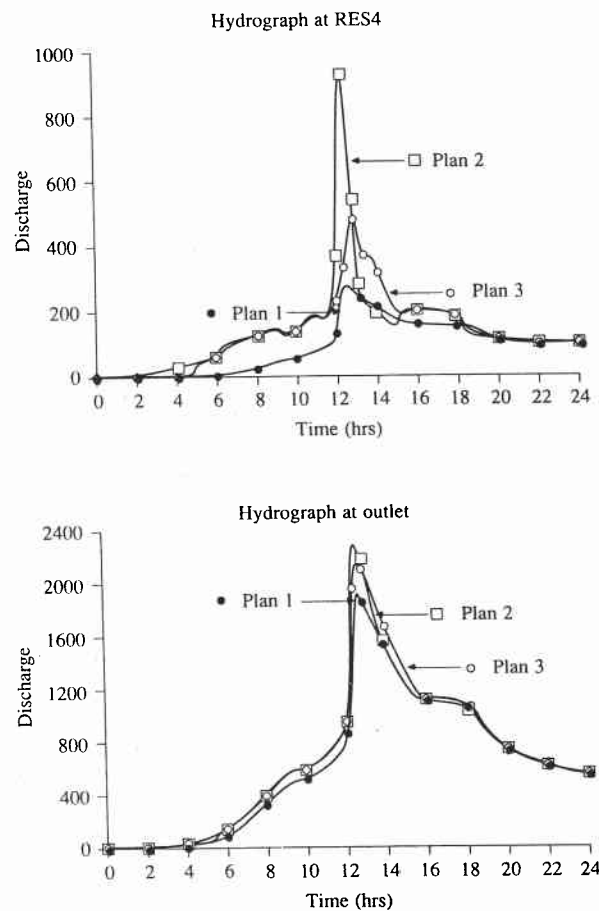 Hydrograph at RES4
1000
800
600
400
200
0
Discharge
Plan 2
Plan 3
Plan 1
0 2 4 6 8 10 12 14 16 18 20 22 24
Time (hrs)
Hydrograph at outlet
2400
2000
1600
1200
800
400
0
Discharge
Plan 1
Plan 2
Plan 3
0 2 4 6 8 10 12 14 16 18 20 22 24
Time (hrs)